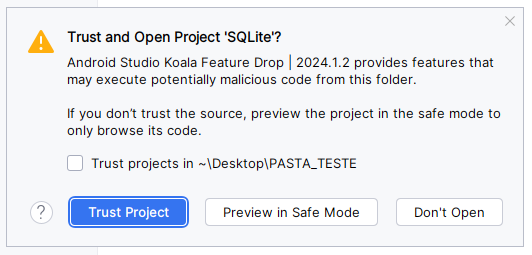 Trust and Open Project 'SQLite'?
Android Studio Koala Feature Drop | 2024.1.2 provides features that
may execute potentially malicious code from this folder.
If you don’t trust the source, preview the project in the safe mode to
only browse its code.
Trust projects in ~\Desktop\PASTA_TESTE
?
Trust Project
Preview in Safe Mode
Don't Open